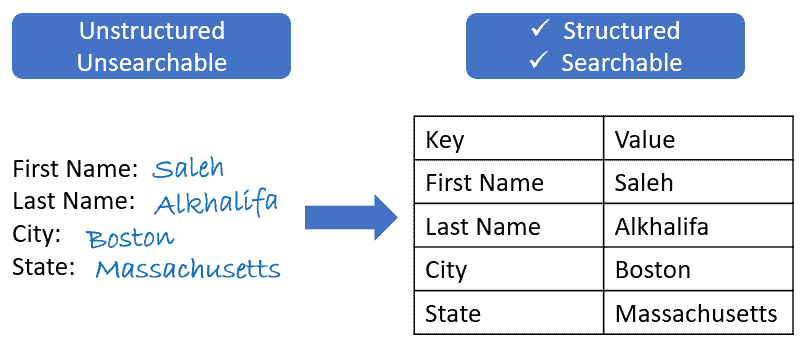 Unstructured
Unsearchable
✓ Structured
✓ Searchable
First Name: Saleh
Last Name: Alkhalifa
City: Boston
State: Massachusetts
Key Value
First Name Saleh
Last Name Alkhalifa
City Boston
State Massachusetts